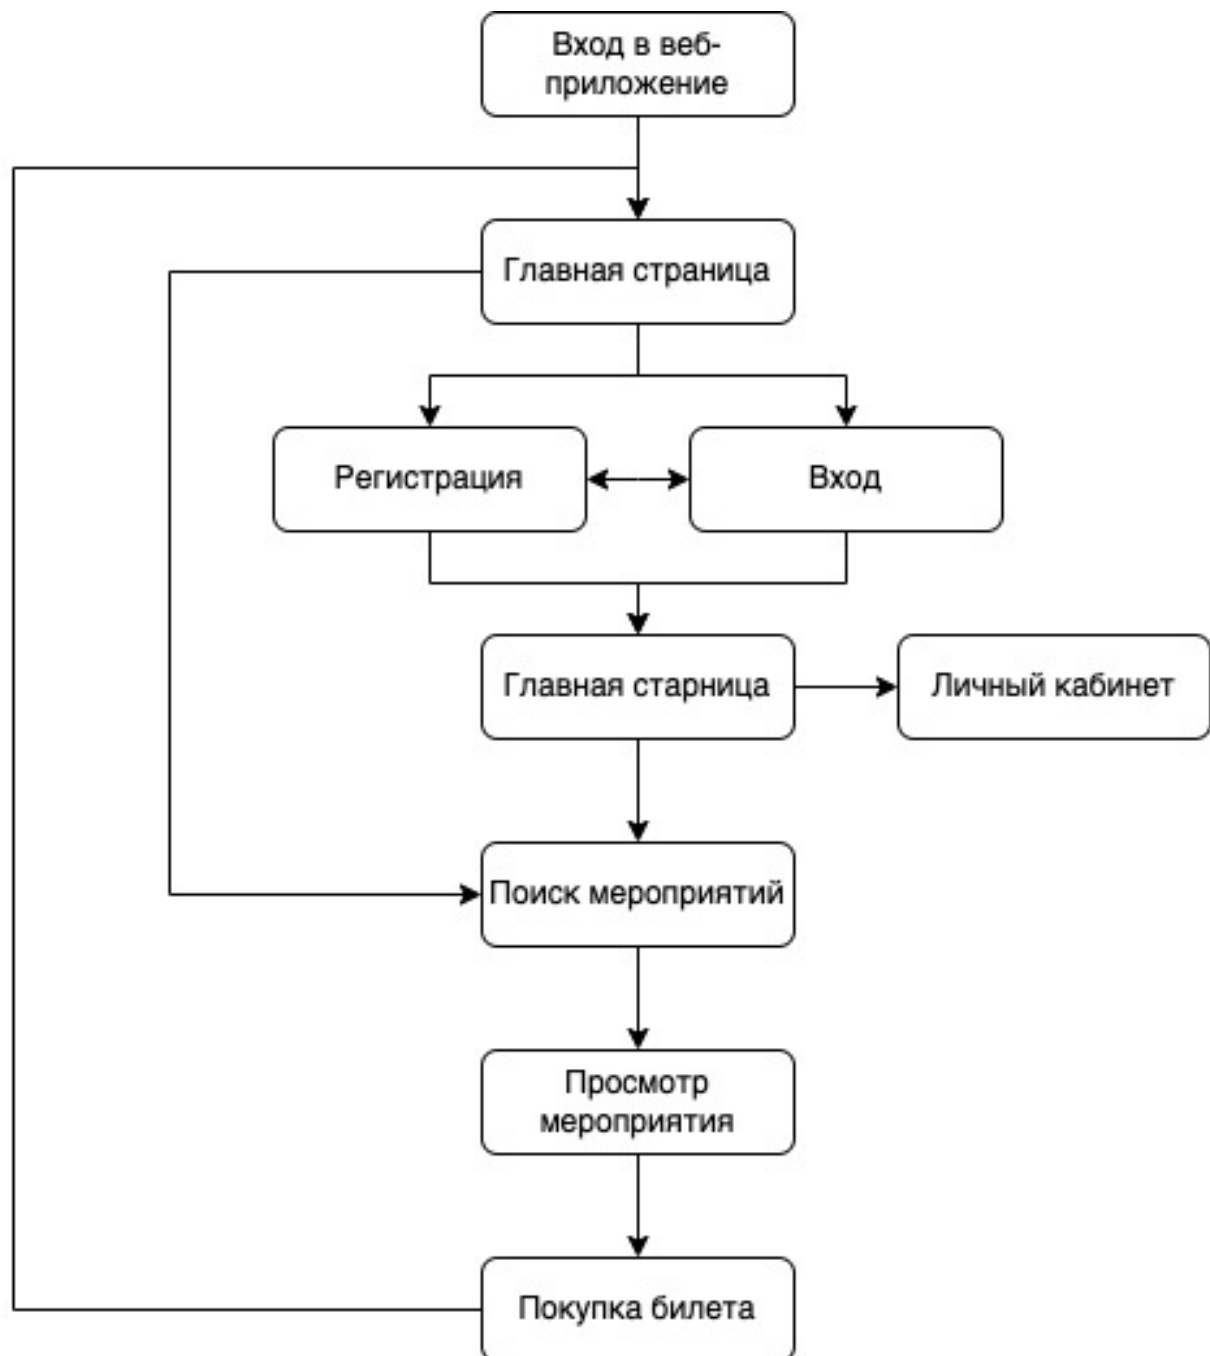 Вход в веб-
приложение
Главная страница
Регистрация
Вход
Главная старница
Личный кабинет
Поиск мероприятий
Просмотр
мероприятия
Покупка билета